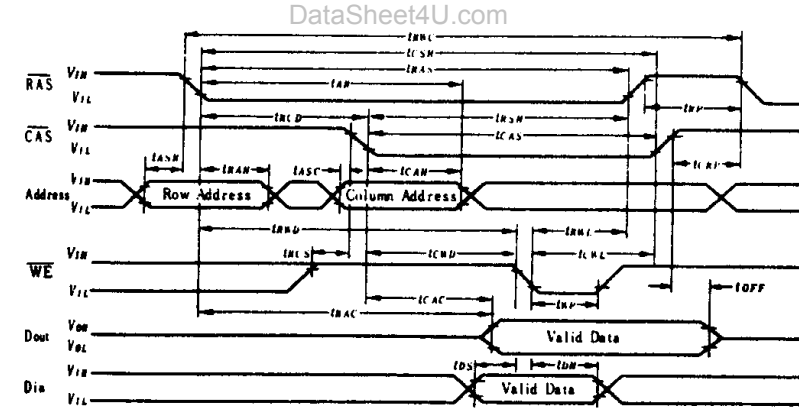 DataSheet4U.com
tRWC
tCSH
tRAS
tAR
RAS VIH
VIL
tRP
tRCD tRSH
CAS VIH
VIL
tCAS
tASR tRAH tASC tCAH tCRP
Address VIH
VIL
Row Address Column Address
tRWD tRWL
tRCS tCWD tCWL
WE VIH
VIL
tWP
tCAC tOFF
tRAC
Dout VOH
VOL
Valid Data
tDS tDH
Din VIH
VIL
Valid Data